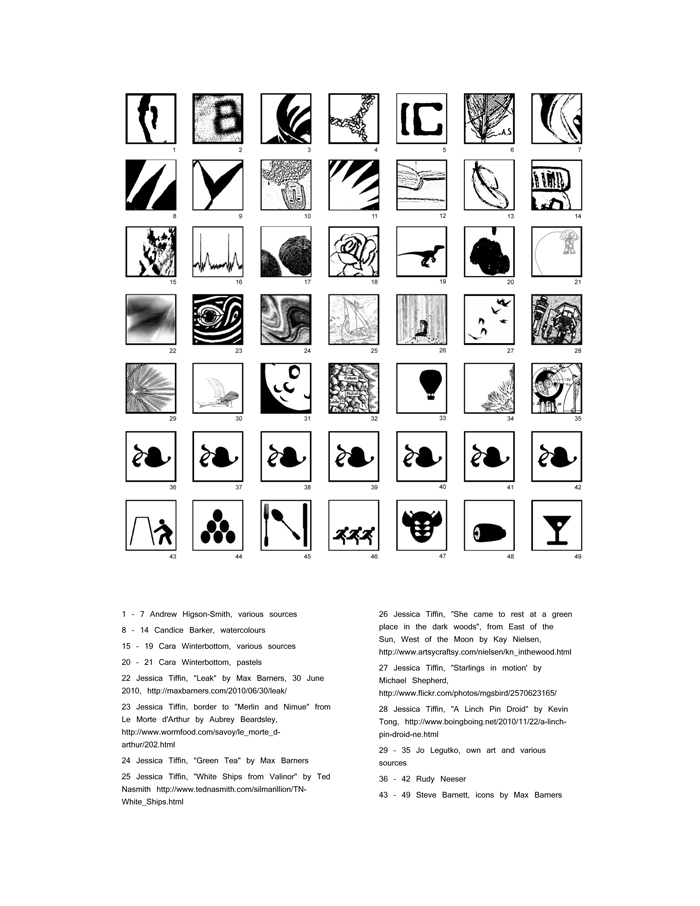 1 2 3 4 5 6 7
8 9 10 11 12 13 14
15 16 17 18 19 20 21
22 23 24 25 26 27 28
29 30 31 32 33 34 35
36 37 38 39 40 41 42
43 44 45 46 47 48 49
1 - 7 Andrew Higson-Smith, various sources
8 - 14 Candice Barker, watercolours
15 - 19 Cara Winterbottom, various sources
20 - 21 Cara Winterbottom, pastels
22 Jessica Tiffin, "Leak" by Max Barners, 30 June
2010, http://maxbarners.com/2010/06/30/leak/
23 Jessica Tiffin, border to "Merlin and Nimue" from
Le Morte d'Arthur by Aubrey Beardsley,
http://www.wormfood.com/savoy/le_morte_d-
arthur/202.html
24 Jessica Tiffin, "Green Tea" by Max Barners
25 Jessica Tiffin, "White Ships from Valinor" by Ted
Nasmith http://www.tednasmith.com/silmarillion/TN-
White_Ships.html
26 Jessica Tiffin, "She came to rest at a green
place in the dark woods", from East of the
Sun, West of the Moon by Kay Nielsen,
http://www.artsycraftsy.com/nielsen/kn_inthewood.html
27 Jessica Tiffin, "Starlings in motion' by
Michael Shepherd,
http://www.flickr.com/photos/mgsbird/2570623165/
28 Jessica Tiffin, "A Linch Pin Droid" by Kevin
Tong, http://www.boingboing.net/2010/11/22/a-linch-
pin-droid-ne.html
29 - 35 Jo Legutko, own art and various
sources
36 - 42 Rudy Neeser
43 - 49 Steve Barnett, icons by Max Barners